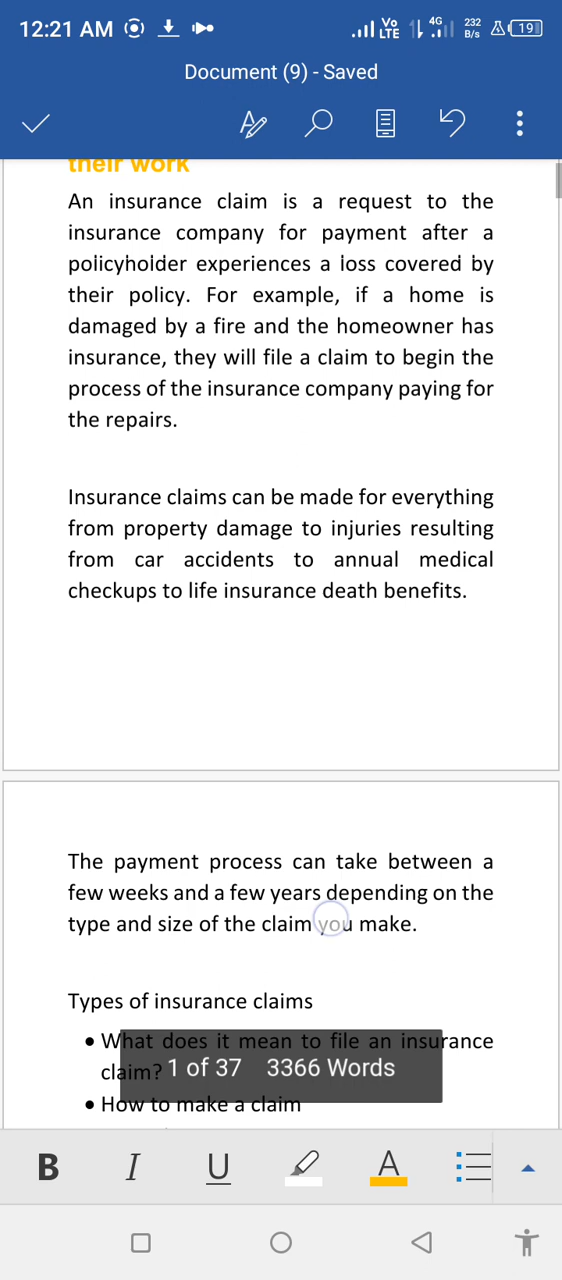 12:21 AM Vo LTE 4G 232 B/s 19
Document (9) - Saved
their work
An insurance claim is a request to the
insurance company for payment after a
policyholder experiences a loss covered by
their policy. For example, if a home is
damaged by a fire and the homeowner has
insurance, they will file a claim to begin the
process of the insurance company paying for
the repairs.
Insurance claims can be made for everything
from property damage to injuries resulting
from car accidents to annual medical
checkups to life insurance death benefits.
The payment process can take between a
few weeks and a few years depending on the
type and size of the claim you make.
Types of insurance claims
• What does it mean to file an insurance
claim?
1 of 37 3366 Words
• How to make a claim
B I U A